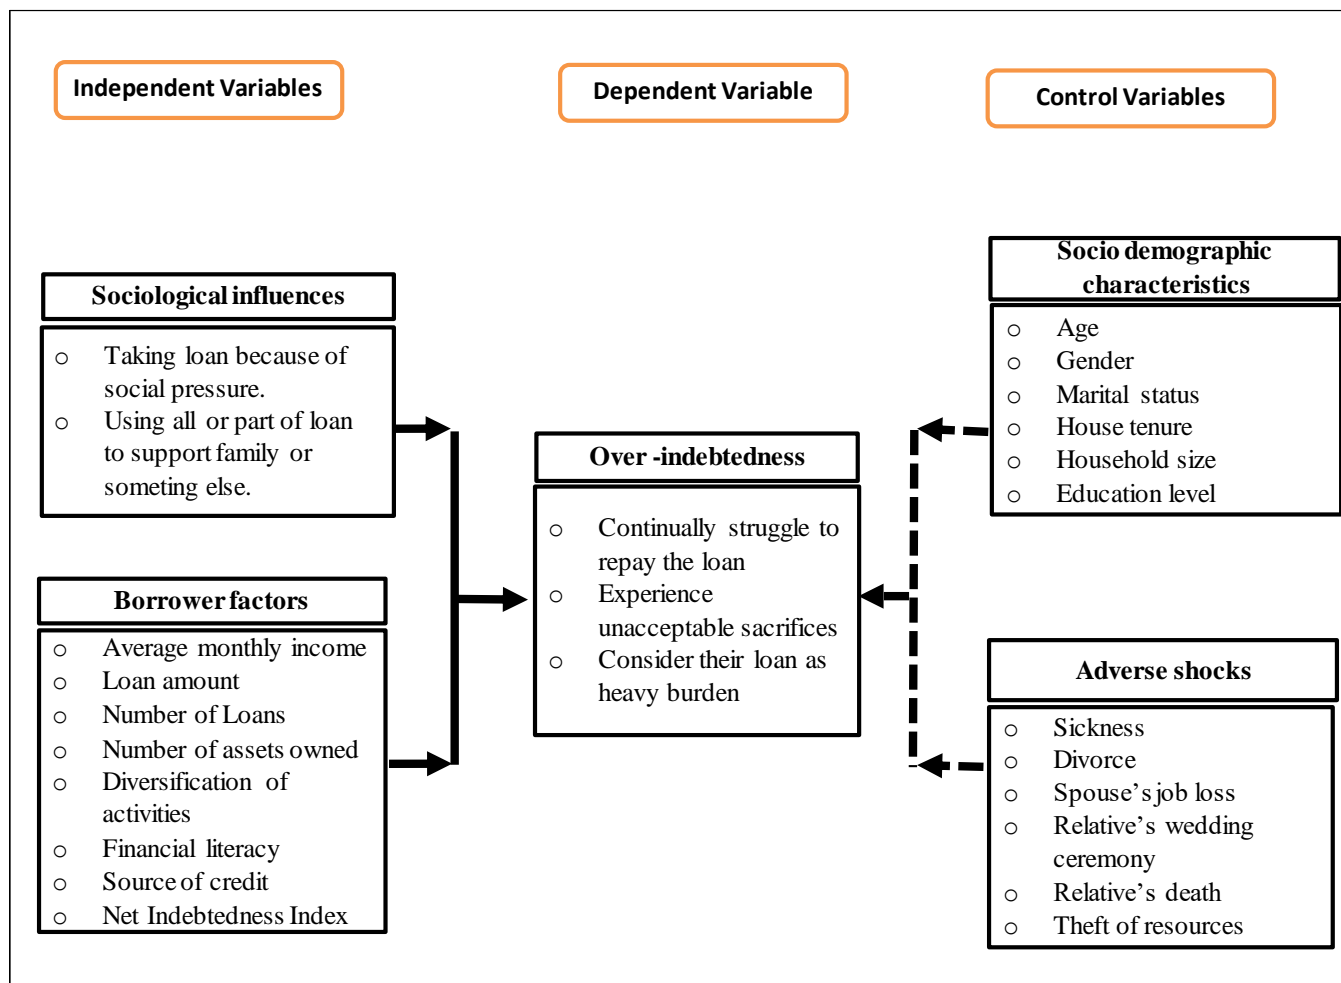 Independent Variables
Dependent Variable
Control Variables
Sociological influences
o Taking loan because of
social pressure.
o Using all or part of loan
to support family or
someting else.
Borrower factors
o Average monthly income
o Loan amount
o Number of Loans
o Number of assets owned
o Diversification of
activities
o Financial literacy
o Source of credit
o Net Indebtedness Index
Over -indebtedness
o Continually struggle to
repay the loan
o Experience
unacceptable sacrifices
o Consider their loan as
heavy burden
Socio demographic
characteristics
o Age
o Gender
o Marital status
o House tenure
o Household size
o Education level
Adverse shocks
o Sickness
o Divorce
o Spouse’s job loss
o Relative’s wedding
ceremony
o Relative’s death
o Theft of resources